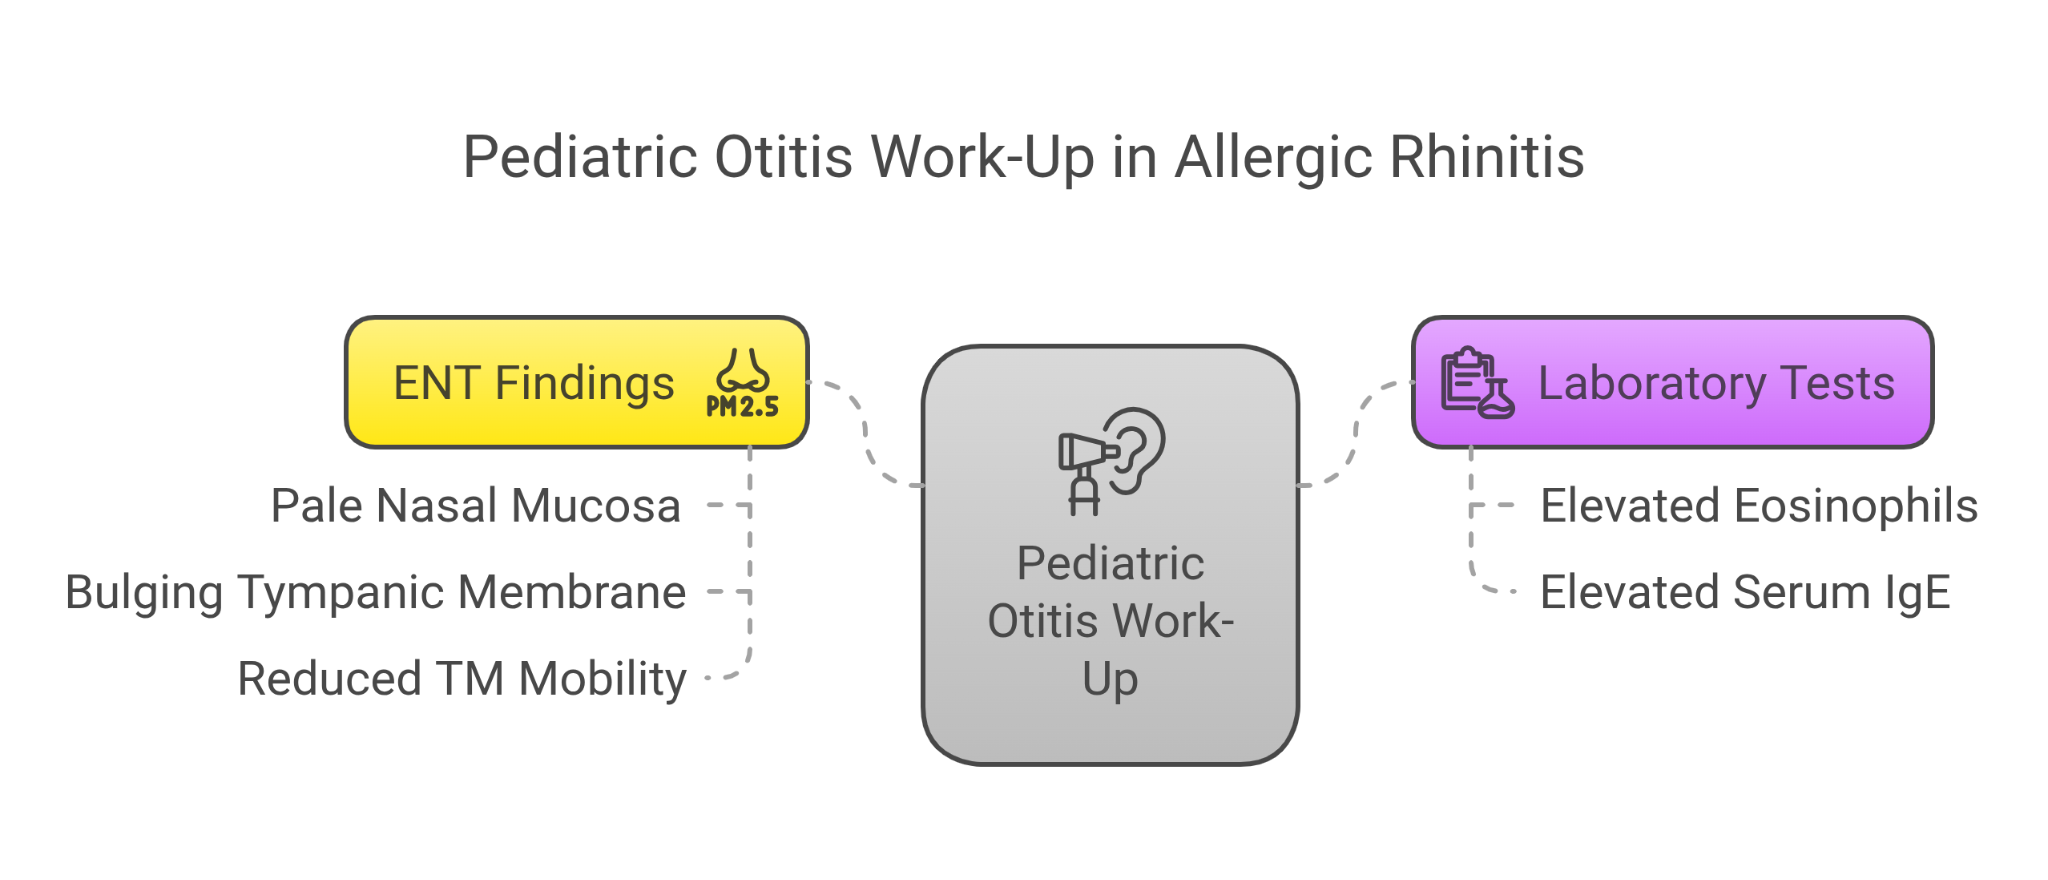 Pediatric Otitis Work-Up in Allergic Rhinitis
ENT Findings
PM2.5
Pale Nasal Mucosa
Bulging Tympanic Membrane
Reduced TM Mobility
Pediatric
Otitis Work-
Up
Laboratory Tests
Elevated Eosinophils
Elevated Serum IgE